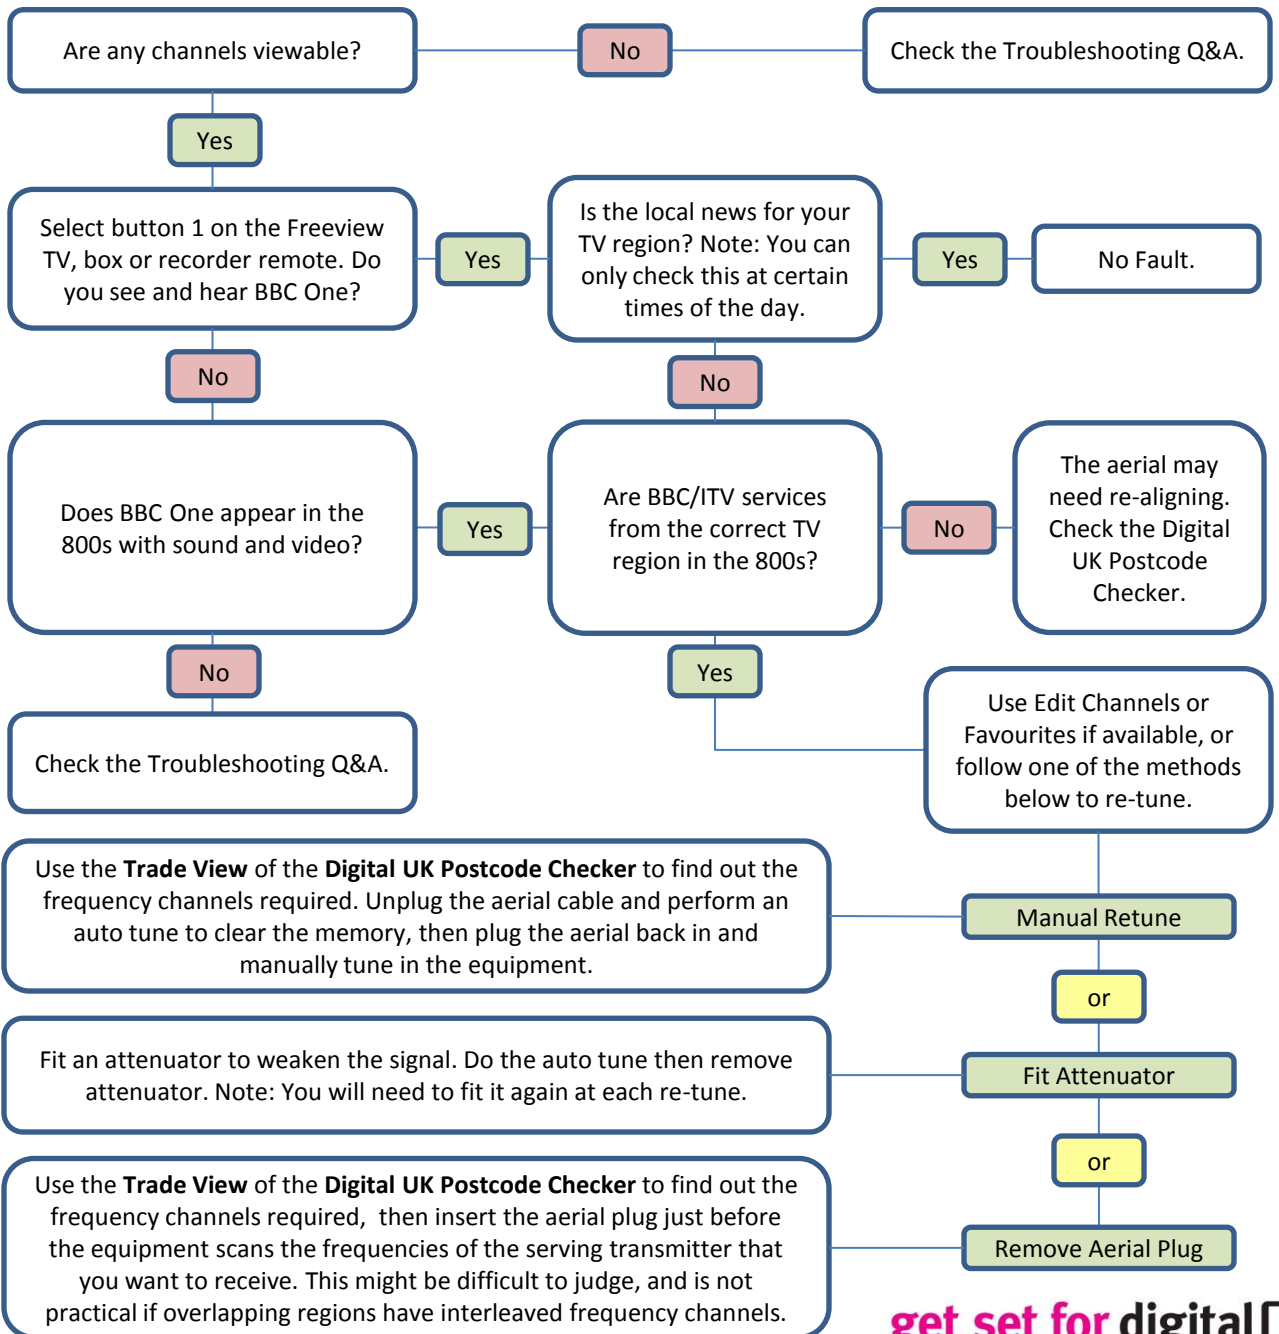 Are any channels viewable?
No
Check the Troubleshooting Q&A.
Yes
Select button 1 on the Freeview
TV, box or recorder remote. Do
you see and hear BBC One?
Yes
Is the local news for your
TV region? Note: You can
only check this at certain
times of the day.
Yes
No Fault.
No
No
Does BBC One appear in the
800s with sound and video?
Yes
Are BBC/ITV services
from the correct TV
region in the 800s?
No
The aerial may
need re-aligning.
Check the Digital
UK Postcode
Checker.
No
Yes
Check the Troubleshooting Q&A.
Use Edit Channels or
Favourites if available, or
follow one of the methods
below to re-tune.
Use the Trade View of the Digital UK Postcode Checker to find out the
frequency channels required. Unplug the aerial cable and perform an
auto tune to clear the memory, then plug the aerial back in and
manually tune in the equipment.
Manual Retune
or
Fit an attenuator to weaken the signal. Do the auto tune then remove
attenuator. Note: You will need to fit it again at each re-tune.
Fit Attenuator
or
Use the Trade View of the Digital UK Postcode Checker to find out the
frequency channels required, then insert the aerial plug just before
the equipment scans the frequencies of the serving transmitter that
you want to receive. This might be difficult to judge, and is not
practical if overlapping regions have interleaved frequency channels.
Remove Aerial Plug
get set for digital